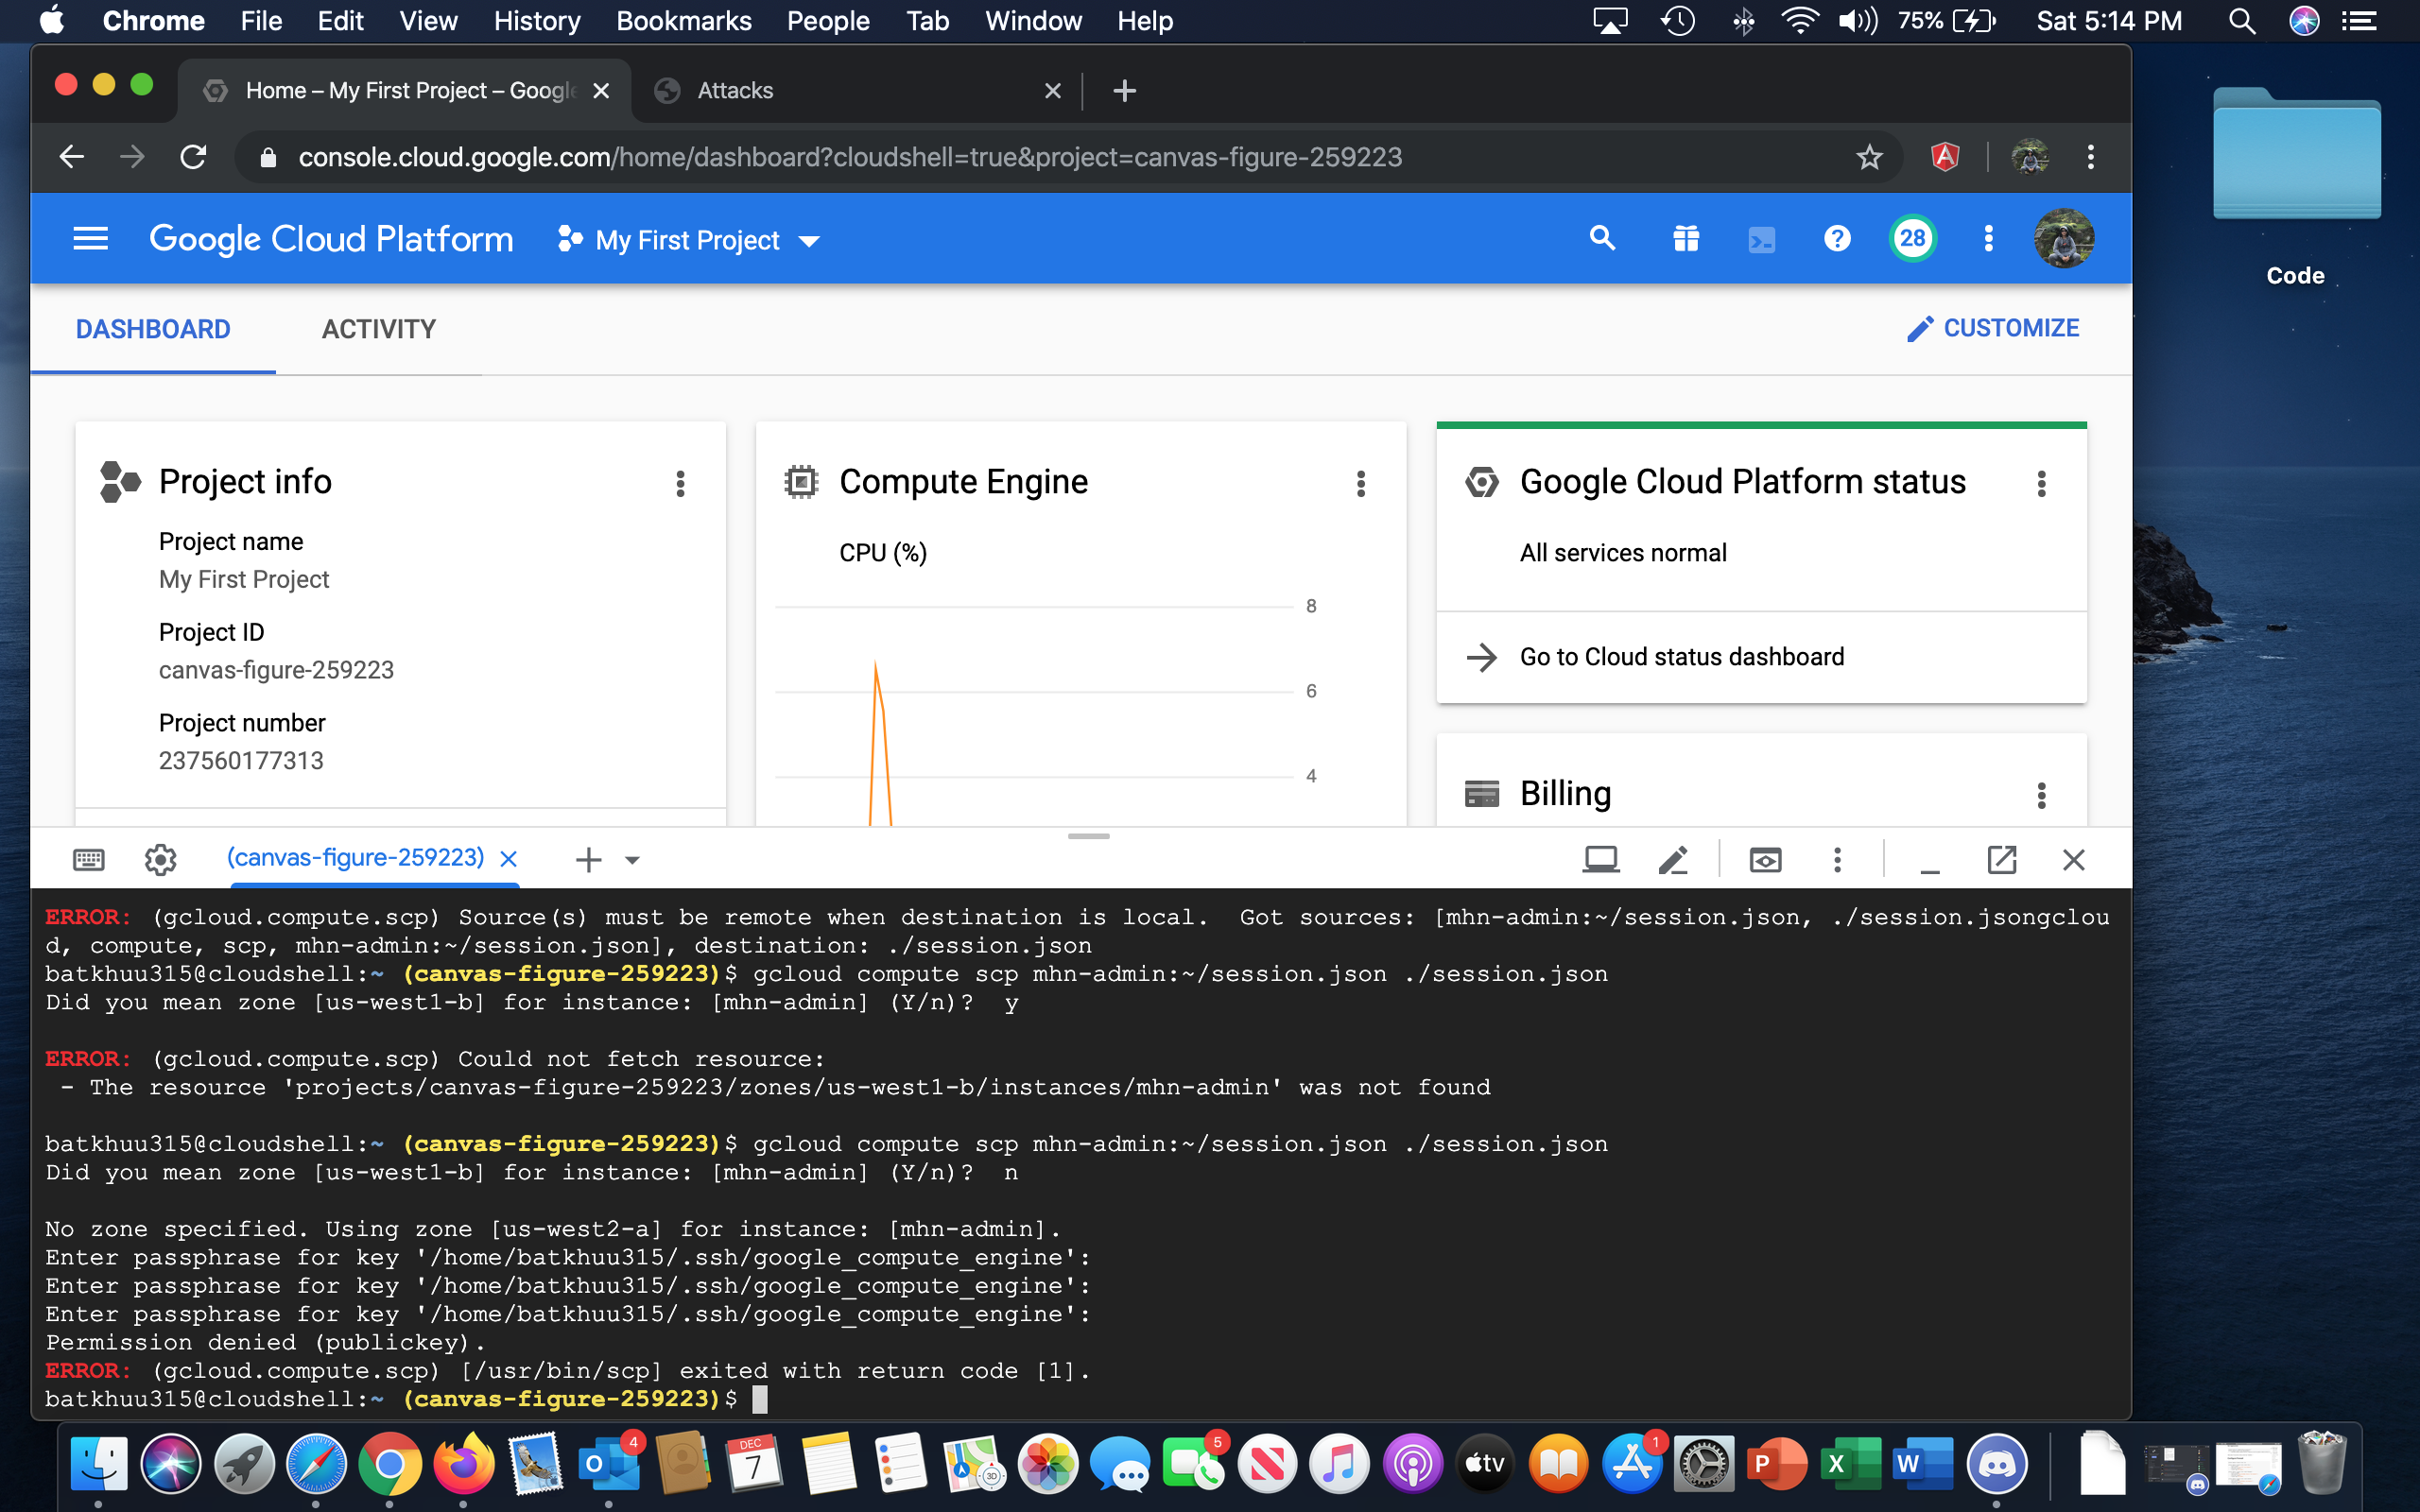 Chrome File Edit View History Bookmarks People Tab Window Help 75% Sat 5:14 PM
Home – My First Project – Google Attacks
console.cloud.google.com/home/dashboard?cloudshell=true&project=canvas-figure-259223
Google Cloud Platform My First Project 28
Code
DASHBOARD ACTIVITY CUSTOMIZE
Project info
Project name
My First Project
Project ID
canvas-figure-259223
Project number
237560177313
Compute Engine
CPU (%)
8
6
4
Google Cloud Platform status
All services normal
Go to Cloud status dashboard
Billing
(canvas-figure-259223)
ERROR: (gcloud.compute.scp) Source(s) must be remote when destination is local.  Got sources: [mhn-admin:~/session.json, ./session.jsongclou
d, compute, scp, mhn-admin:~/session.json], destination: ./session.json
batkhuu315@cloudshell:~ (canvas-figure-259223)$ gcloud compute scp mhn-admin:~/session.json ./session.json
Did you mean zone [us-west1-b] for instance: [mhn-admin] (Y/n)?  y
ERROR: (gcloud.compute.scp) Could not fetch resource:
- The resource 'projects/canvas-figure-259223/zones/us-west1-b/instances/mhn-admin' was not found
batkhuu315@cloudshell:~ (canvas-figure-259223)$ gcloud compute scp mhn-admin:~/session.json ./session.json
Did you mean zone [us-west1-b] for instance: [mhn-admin] (Y/n)?  n
No zone specified. Using zone [us-west2-a] for instance: [mhn-admin].
Enter passphrase for key '/home/batkhuu315/.ssh/google_compute_engine':
Enter passphrase for key '/home/batkhuu315/.ssh/google_compute_engine':
Enter passphrase for key '/home/batkhuu315/.ssh/google_compute_engine':
Permission denied (publickey).
ERROR: (gcloud.compute.scp) [/usr/bin/scp] exited with return code [1].
batkhuu315@cloudshell:~ (canvas-figure-259223)$
4 DEC 7 3D 5 tv 1 P X W